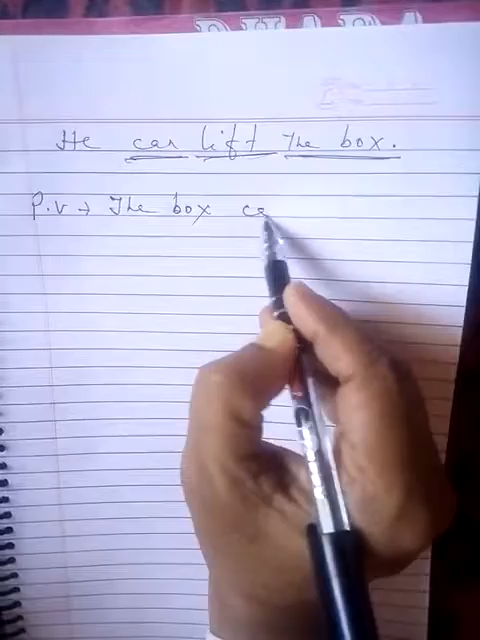 He can lift the box.
P.V → The box ca